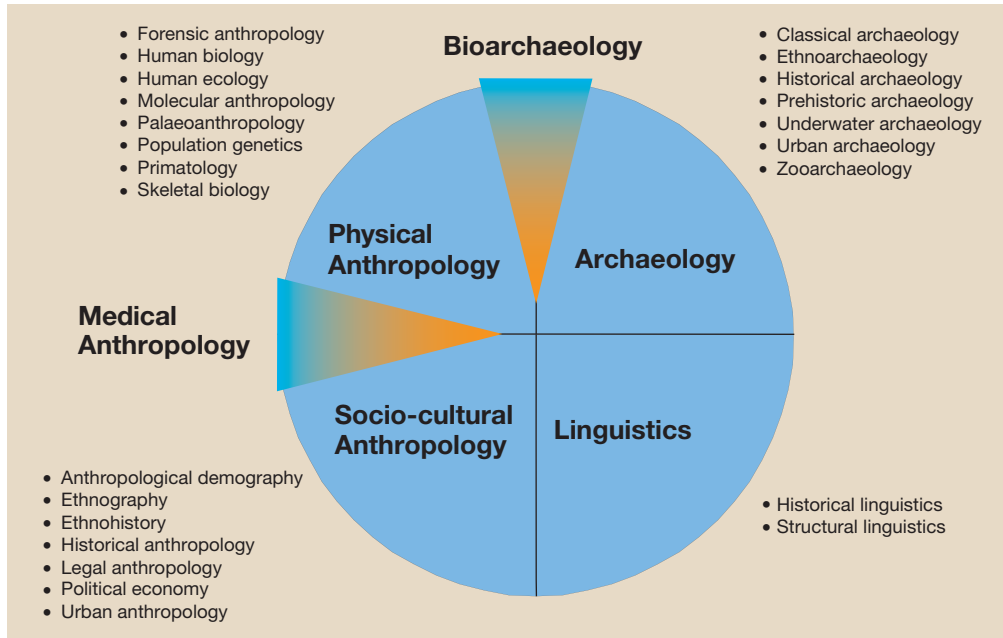 • Forensic anthropology
• Human biology
• Human ecology
• Molecular anthropology
• Palaeoanthropology
• Population genetics
• Primatology
• Skeletal biology
Bioarchaeology
• Classical archaeology
• Ethnoarchaeology
• Historical archaeology
• Prehistoric archaeology
• Underwater archaeology
• Urban archaeology
• Zooarchaeology
Physical
Anthropology
Archaeology
Medical
Anthropology
Socio-cultural
Anthropology
Linguistics
• Anthropological demography
• Ethnography
• Ethnohistory
• Historical anthropology
• Legal anthropology
• Political economy
• Urban anthropology
• Historical linguistics
• Structural linguistics